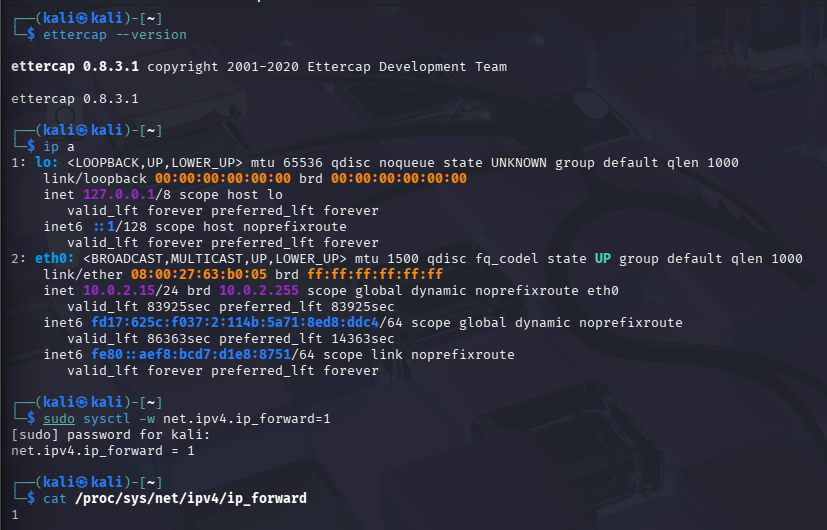 ┌──(kali㉿kali)-[~]
└─$ ettercap --version
ettercap 0.8.3.1 copyright 2001-2020 Ettercap Development Team
ettercap 0.8.3.1
┌──(kali㉿kali)-[~]
└─$ ip a
1: lo: <LOOPBACK,UP,LOWER_UP> mtu 65536 qdisc noqueue state UNKNOWN group default qlen 1000
link/loopback 00:00:00:00:00:00 brd 00:00:00:00:00:00
inet 127.0.0.1/8 scope host lo
valid_lft forever preferred_lft forever
inet6 ::1/128 scope host noprefixroute
valid_lft forever preferred_lft forever
2: eth0: <BROADCAST,MULTICAST,UP,LOWER_UP> mtu 1500 qdisc fq_codel state UP group default qlen 1000
link/ether 08:00:27:63:b0:05 brd ff:ff:ff:ff:ff:ff
inet 10.0.2.15/24 brd 10.0.2.255 scope global dynamic noprefixroute eth0
valid_lft 83925sec preferred_lft 83925sec
inet6 fd17:625c:f037:2:114b:5a71:8ed8:ddc4/64 scope global dynamic noprefixroute
valid_lft 86363sec preferred_lft 14363sec
inet6 fe80::aef8:bcd7:d1e8:8751/64 scope link noprefixroute
valid_lft forever preferred_lft forever
┌──(kali㉿kali)-[~]
└─$ sudo sysctl -w net.ipv4.ip_forward=1
[sudo] password for kali:
net.ipv4.ip_forward = 1
┌──(kali㉿kali)-[~]
└─$ cat /proc/sys/net/ipv4/ip_forward
1